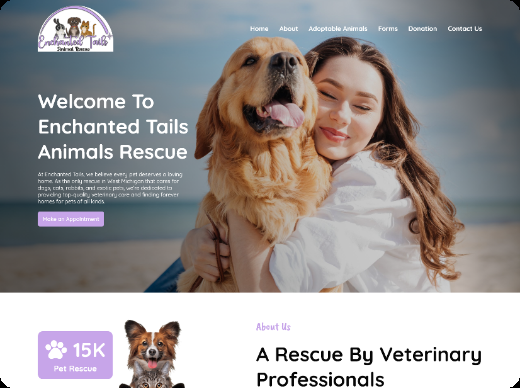 Enchanted Tails
Animal Rescue
Home About Adoptable Animals Forms Donation Contact Us
Welcome To
Enchanted Tails
Animals Rescue
At Enchanted Tails, we believe every pet deserves a loving
home. As the only rescue in West Michigan that cares for
dogs, cats, rabbits, and exotic pets, we're dedicated to
providing top-quality veterinary care and finding forever
homes for pets of all kinds.
Make an Appointment
15K
Pet Rescue
About Us
A Rescue By Veterinary
Professionals